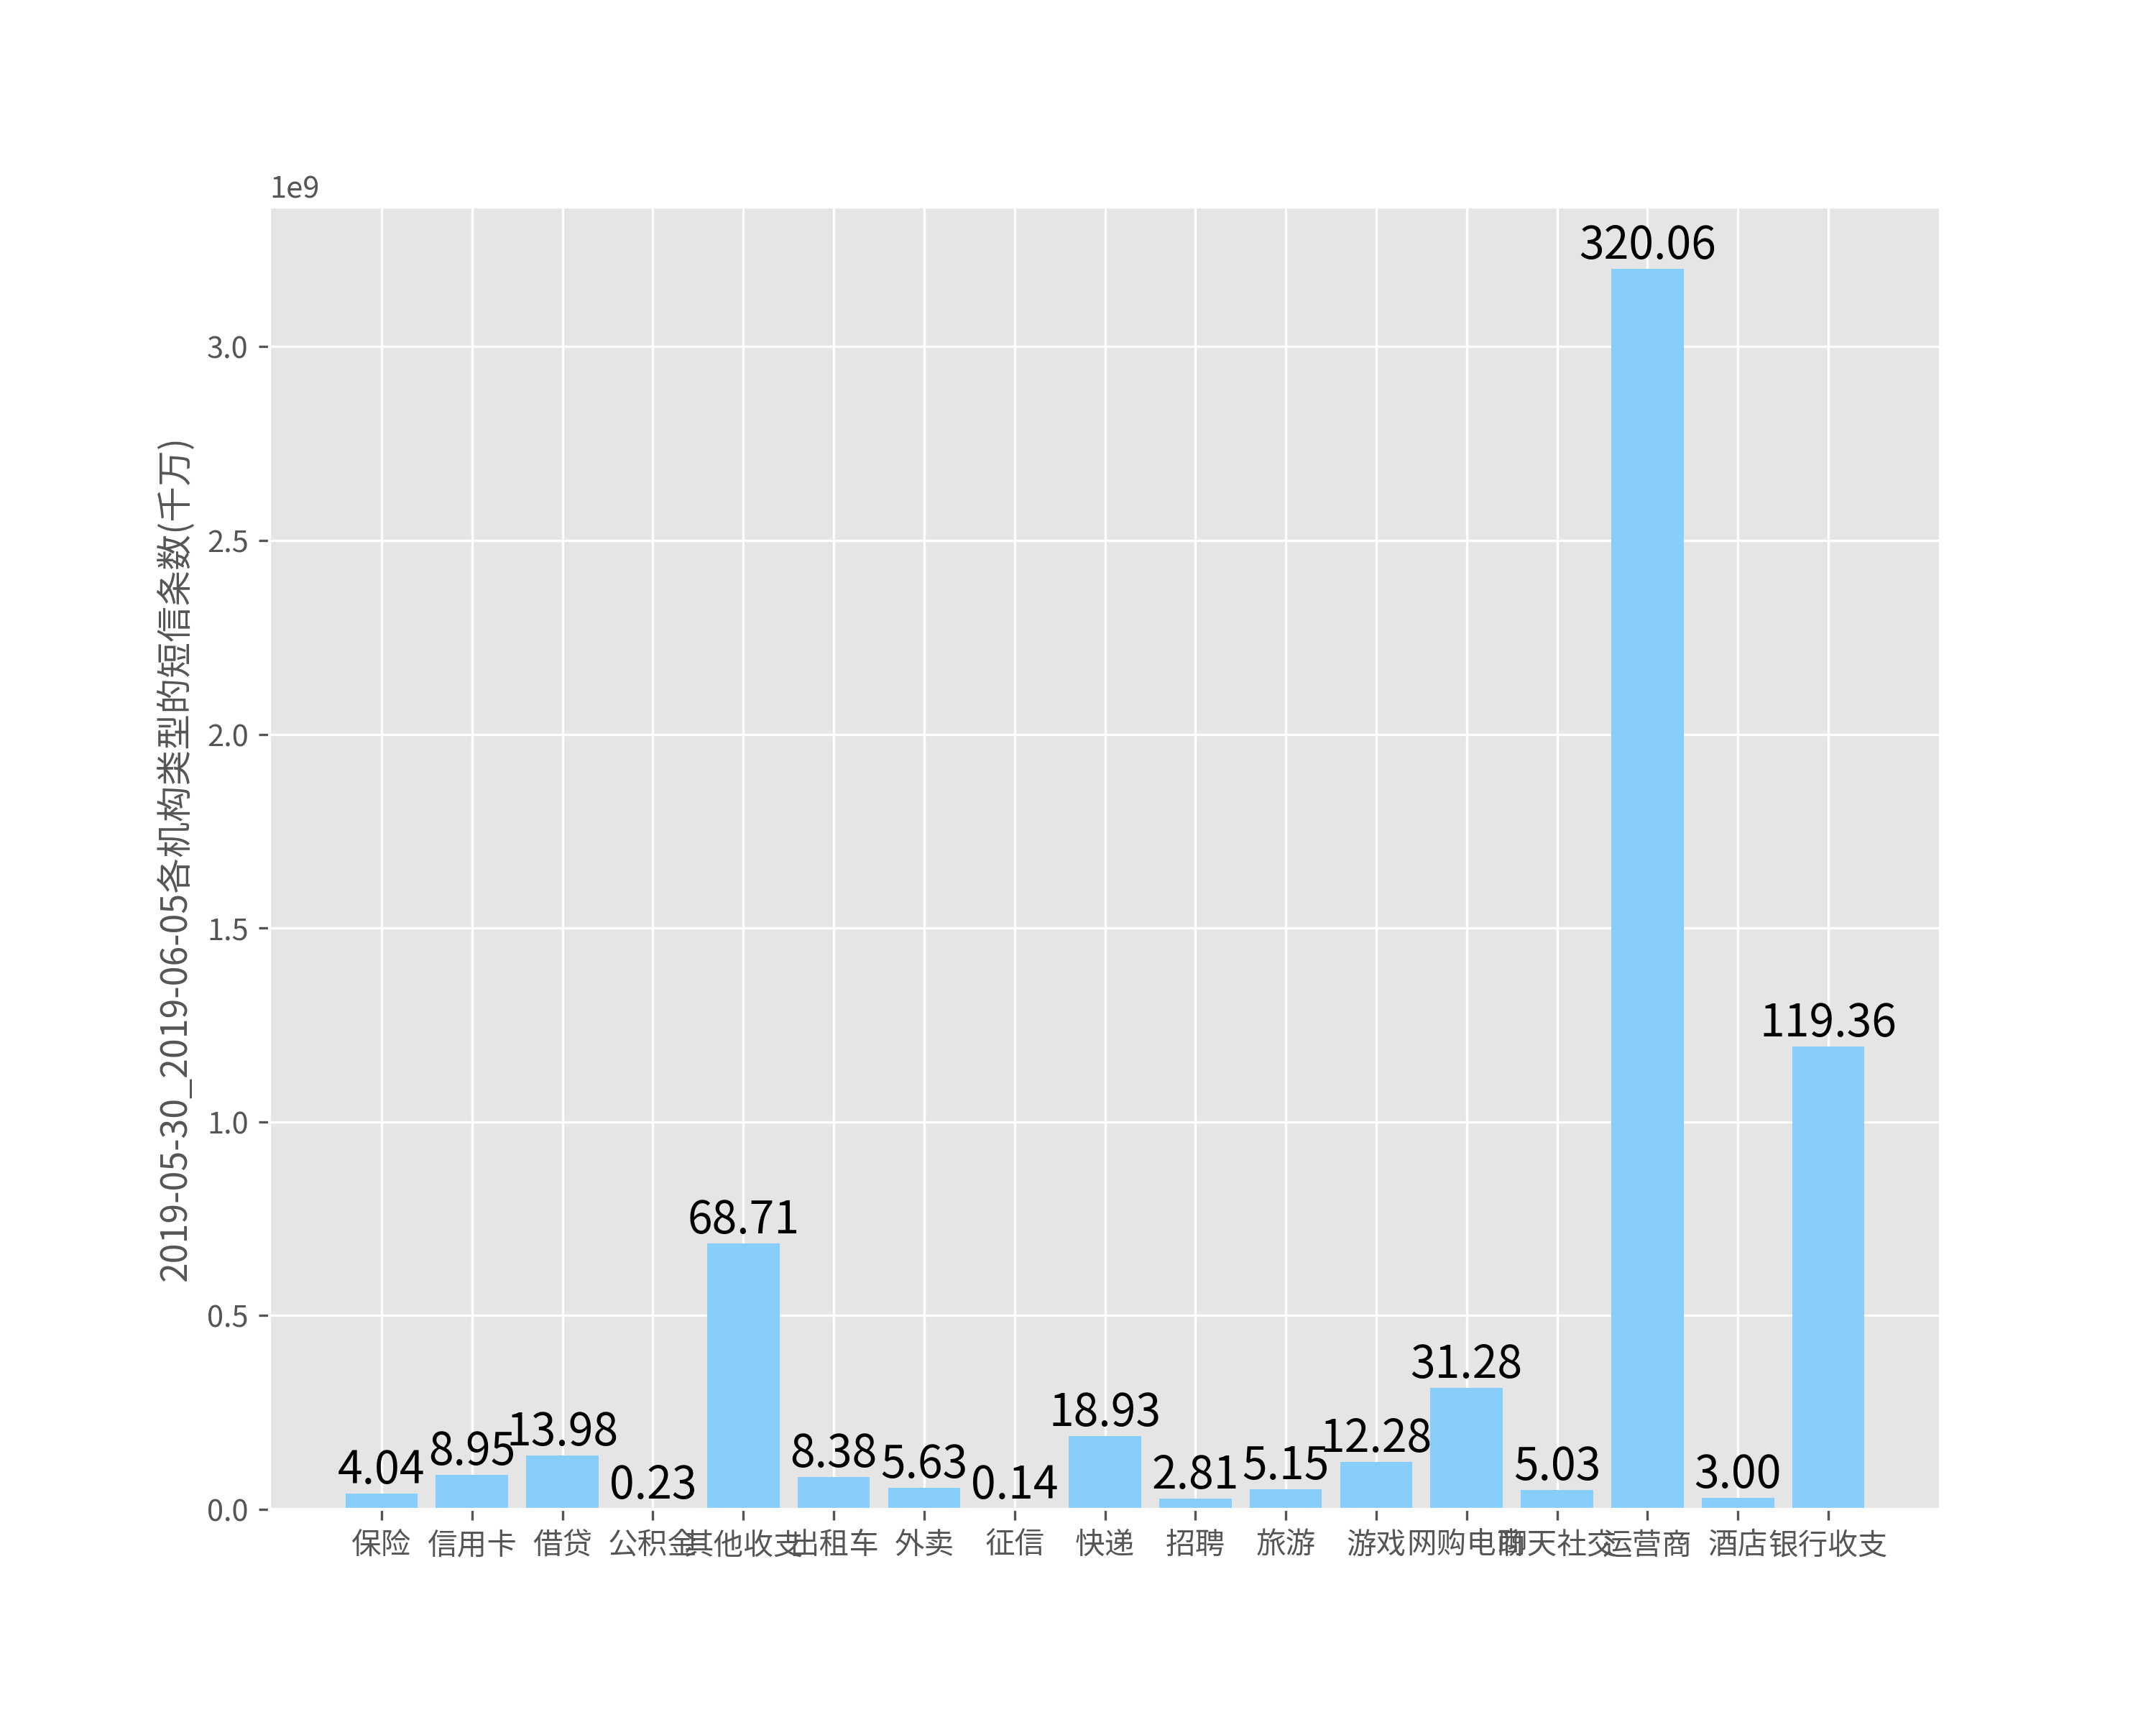 1e9
2019-05-30_2019-06-05各机构类型的短信条数(千万)
3.0
2.5
2.0
1.5
1.0
0.5
0.0
320.06
119.36
68.71
31.28
18.93
13.98
12.28
8.95
8.38
5.63
5.15
5.03
4.04
3.00
2.81
0.23
0.14
保险
信用卡
借贷
公积金
其他收支
出租车
外卖
征信
快递
招聘
旅游
游戏
网购电商
聊天社交
运营商
酒店
银行收支